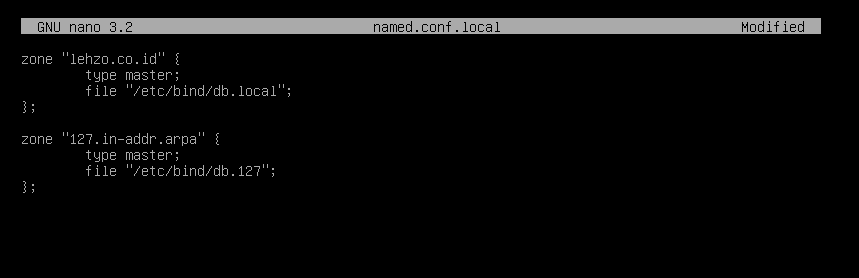 GNU nano 3.2 named.conf.local Modified
zone "lehzo.co.id" {
type master;
file "/etc/bind/db.local";
};
zone "127.in-addr.arpa" {
type master;
file "/etc/bind/db.127";
};